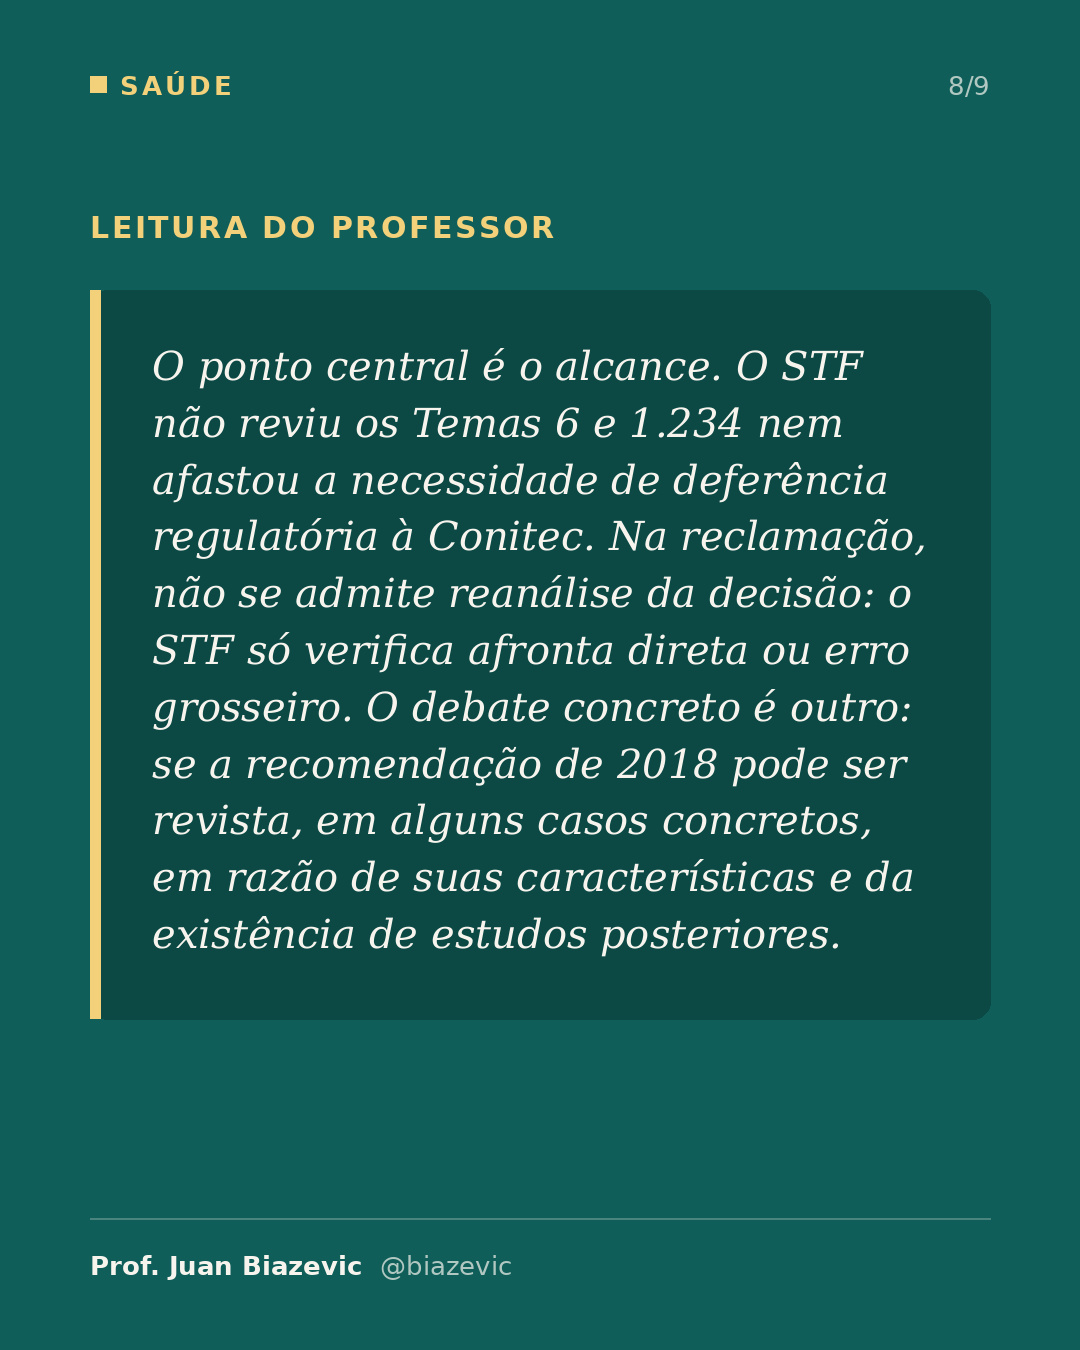 SAÚDE
8/9
LEITURA DO PROFESSOR
O ponto central é o alcance. O STF
não reviu os Temas 6 e 1.234 nem
afastou a necessidade de deferência
regulatória à Conitec. Na reclamação,
não se admite reanálise da decisão: o
STF só verifica afronta direta ou erro
grosseiro. O debate concreto é outro:
se a recomendação de 2018 pode ser
revista, em alguns casos concretos,
em razão de suas características e da
existência de estudos posteriores.
Prof. Juan Biazevic @biazevic